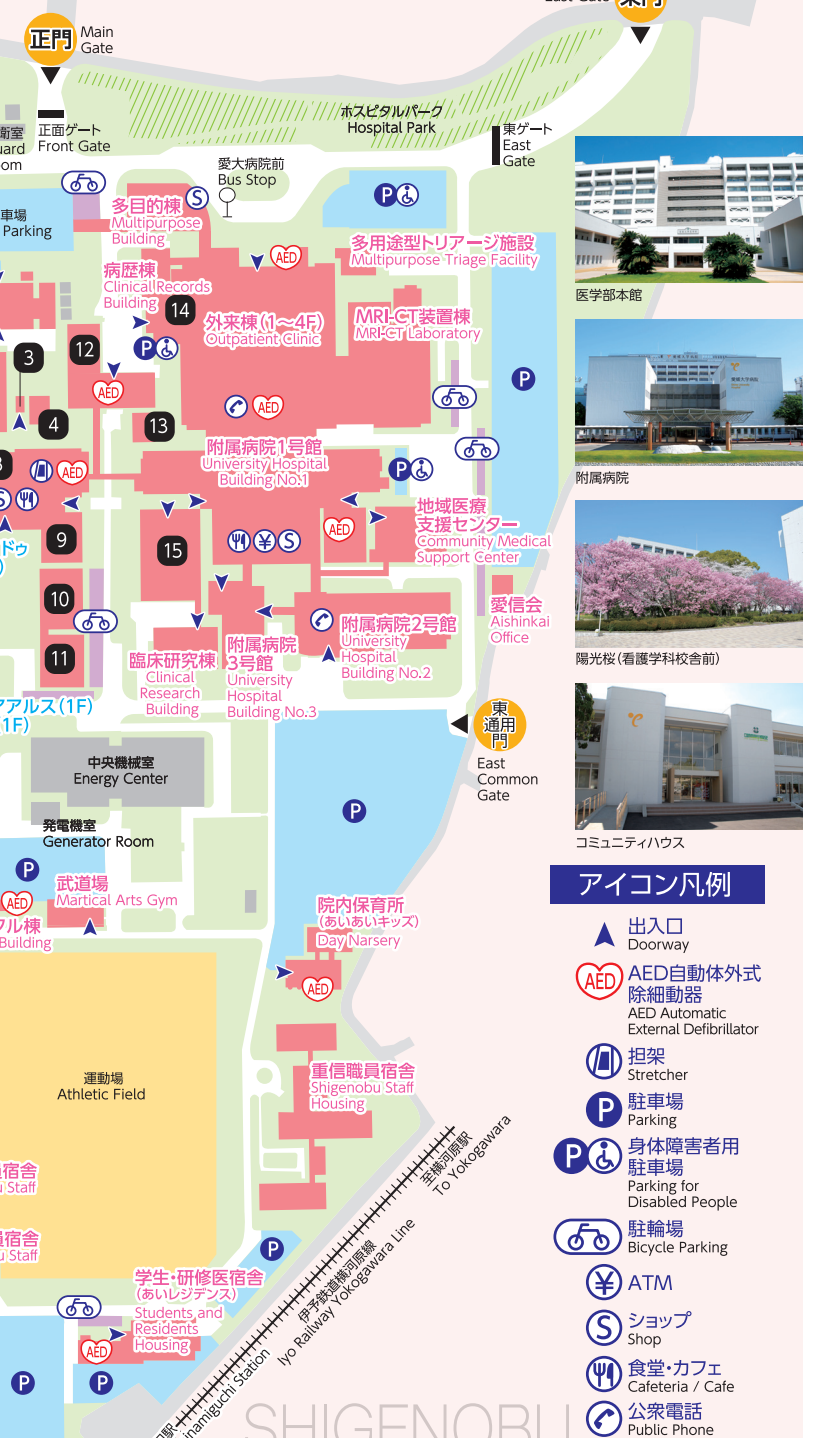 東門
East Gate
正門
Main
Gate
正面ゲート
Front Gate
衛室
uard
om
ホスピタルパーク
Hospital Park
東ゲート
East
Gate
愛大病院前
Bus Stop
車場
Parking
多目的棟
Multipurpose
Building
S
P
多用途型トリアージ施設
Multipurpose Triage Facility
AED
病歴棟
Clinical Records
Building
14
外来棟（1〜4F）
Outpatient Clinic
MRI-CT装置棟
MRI-CT Laboratory
医学部本館
3
12
P
AED
P
4
13
AED
附属病院1号館
University Hospital
Building No.1
P
AED
S
附属病院
地域医療
支援センター
Community Medical
Support Center
AED
9
15
¥
S
ドゥ
10
愛信会
Aishinkai
Office
附属病院2号館
University
Hospital
Building No.2
11
臨床研究棟
Clinical
Research
Building
附属病院
3号館
University
Hospital
Building No.3
陽光桜（看護学科校舎前）
アアルス（1F）
1F）
東
通用
門
East
Common
Gate
中央機械室
Energy Center
発電機室
Generator Room
P
コミュニティハウス
P
AED
武道場
Martical Arts Gym
フル棟
Building
院内保育所
（あいあいキッズ）
Day Narsery
AED
運動場
Athletic Field
重信職員宿舎
Shigenobu Staff
Housing
員宿舎
u Staff
員宿舎
u Staff
至横河原駅
To Yokogawara
伊予鉄道横河原線
Iyo Railway Yokogawara Line
P
学生・研修医宿舎
（あいレジデンス）
Students and
Residents
Housing
AED
P
P
inamiguchi Station
SHIGENOBU
アイコン凡例
出入口
Doorway
AED
AED自動体外式
除細動器
AED Automatic
External Defibrillator
担架
Stretcher
P
駐車場
Parking
P
身体障害者用
駐車場
Parking for
Disabled People
駐輪場
Bicycle Parking
¥
ATM
S
ショップ
Shop
食堂・カフェ
Cafeteria / Cafe
公衆電話
Public Phone